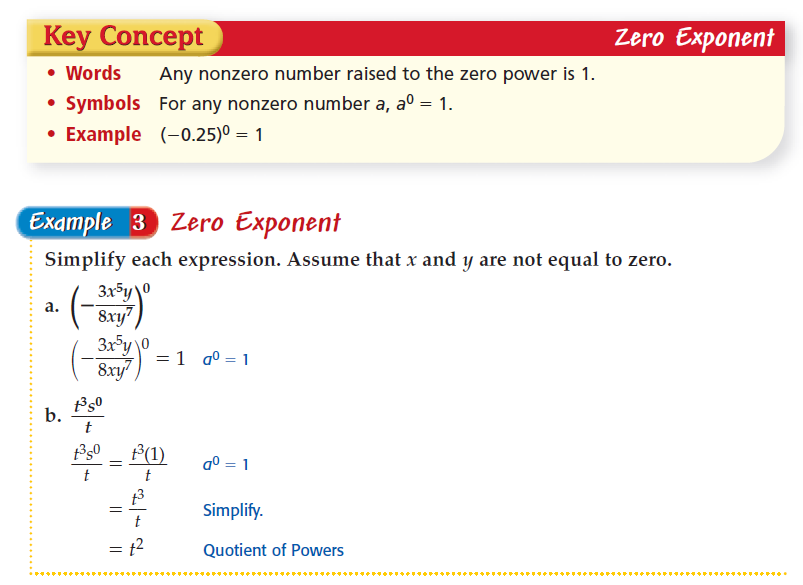 Key Concept Zero Exponent
• Words Any nonzero number raised to the zero power is 1.
• Symbols For any nonzero number a, a⁰ = 1.
• Example (−0.25)⁰ = 1
Example 3 Zero Exponent
Simplify each expression. Assume that x and y are not equal to zero.
a. (−3x⁵y/8xy⁷)⁰
(−3x⁵y/8xy⁷)⁰ = 1 a⁰ = 1
b. t³s⁰/t
t³s⁰/t = t³(1)/t a⁰ = 1
= t³/t Simplify.
= t² Quotient of Powers